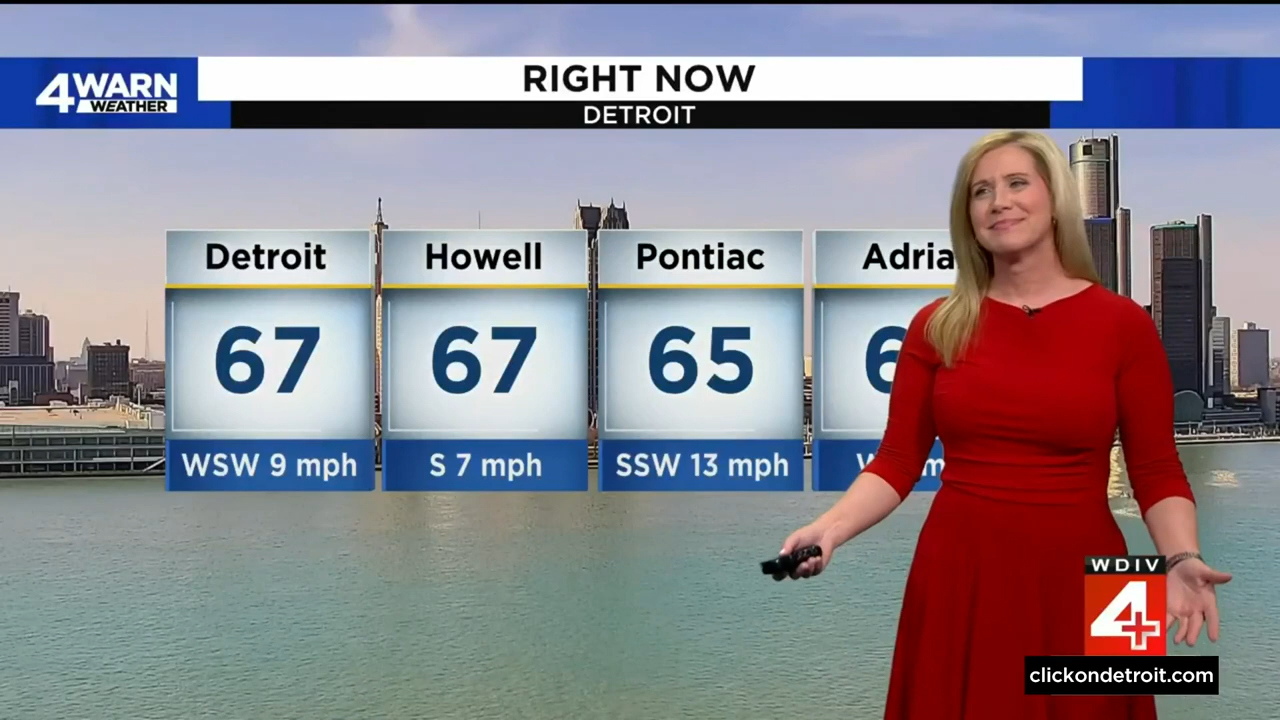 4WARN
WEATHER
RIGHT NOW
DETROIT
Detroit
Howell
Pontiac
67
67
65
WSW 9 mph
S 7 mph
SSW 13 mph
WDIV
4
clickondetroit.com